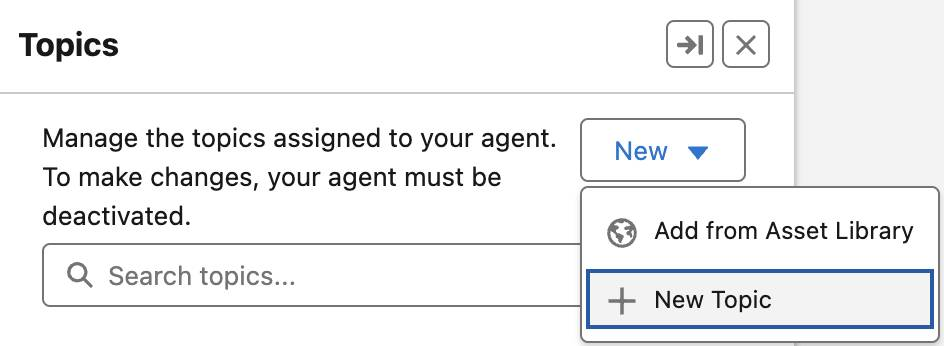 Topics
Manage the topics assigned to your agent.
To make changes, your agent must be
deactivated.
New
Add from Asset Library
Search topics...
New Topic